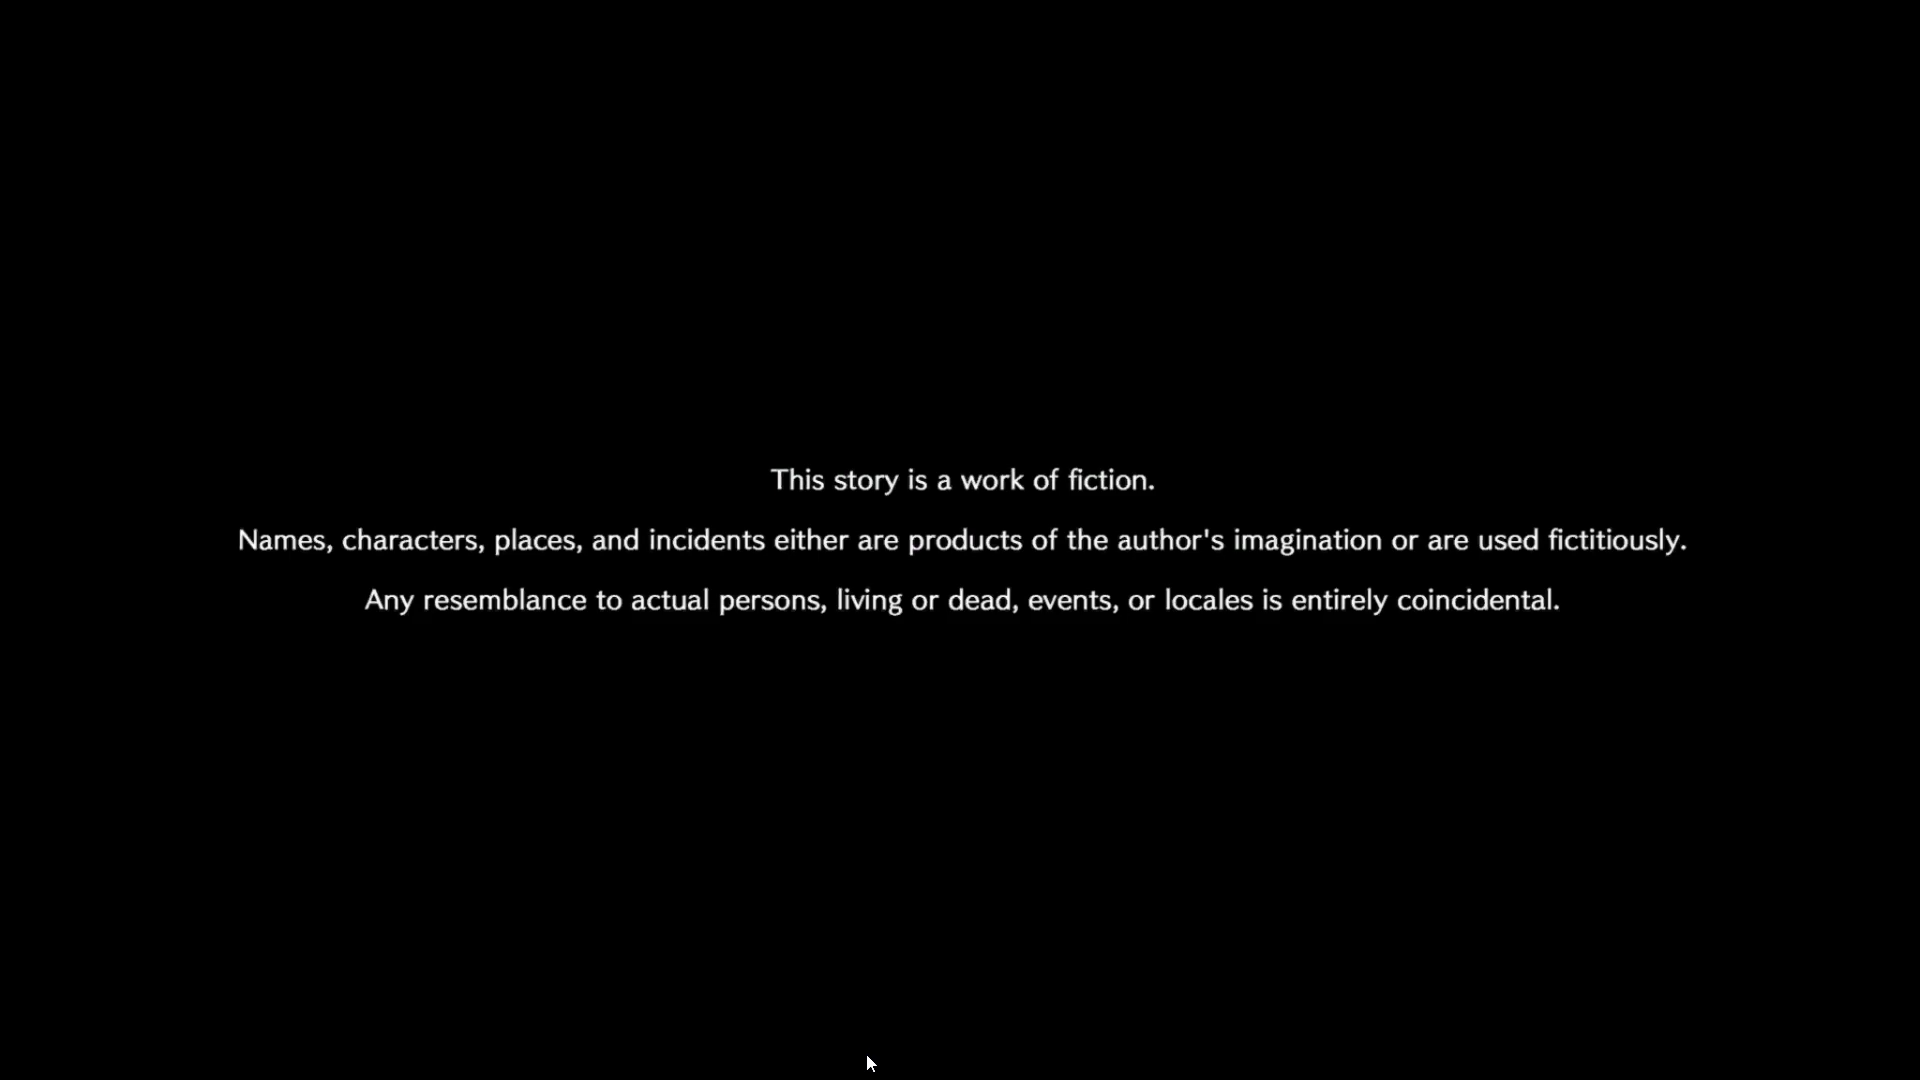 This story is a work of fiction.
Names, characters, places, and incidents either are products of the author's imagination or are used fictitiously.
Any resemblance to actual persons, living or dead, events, or locales is entirely coincidental.